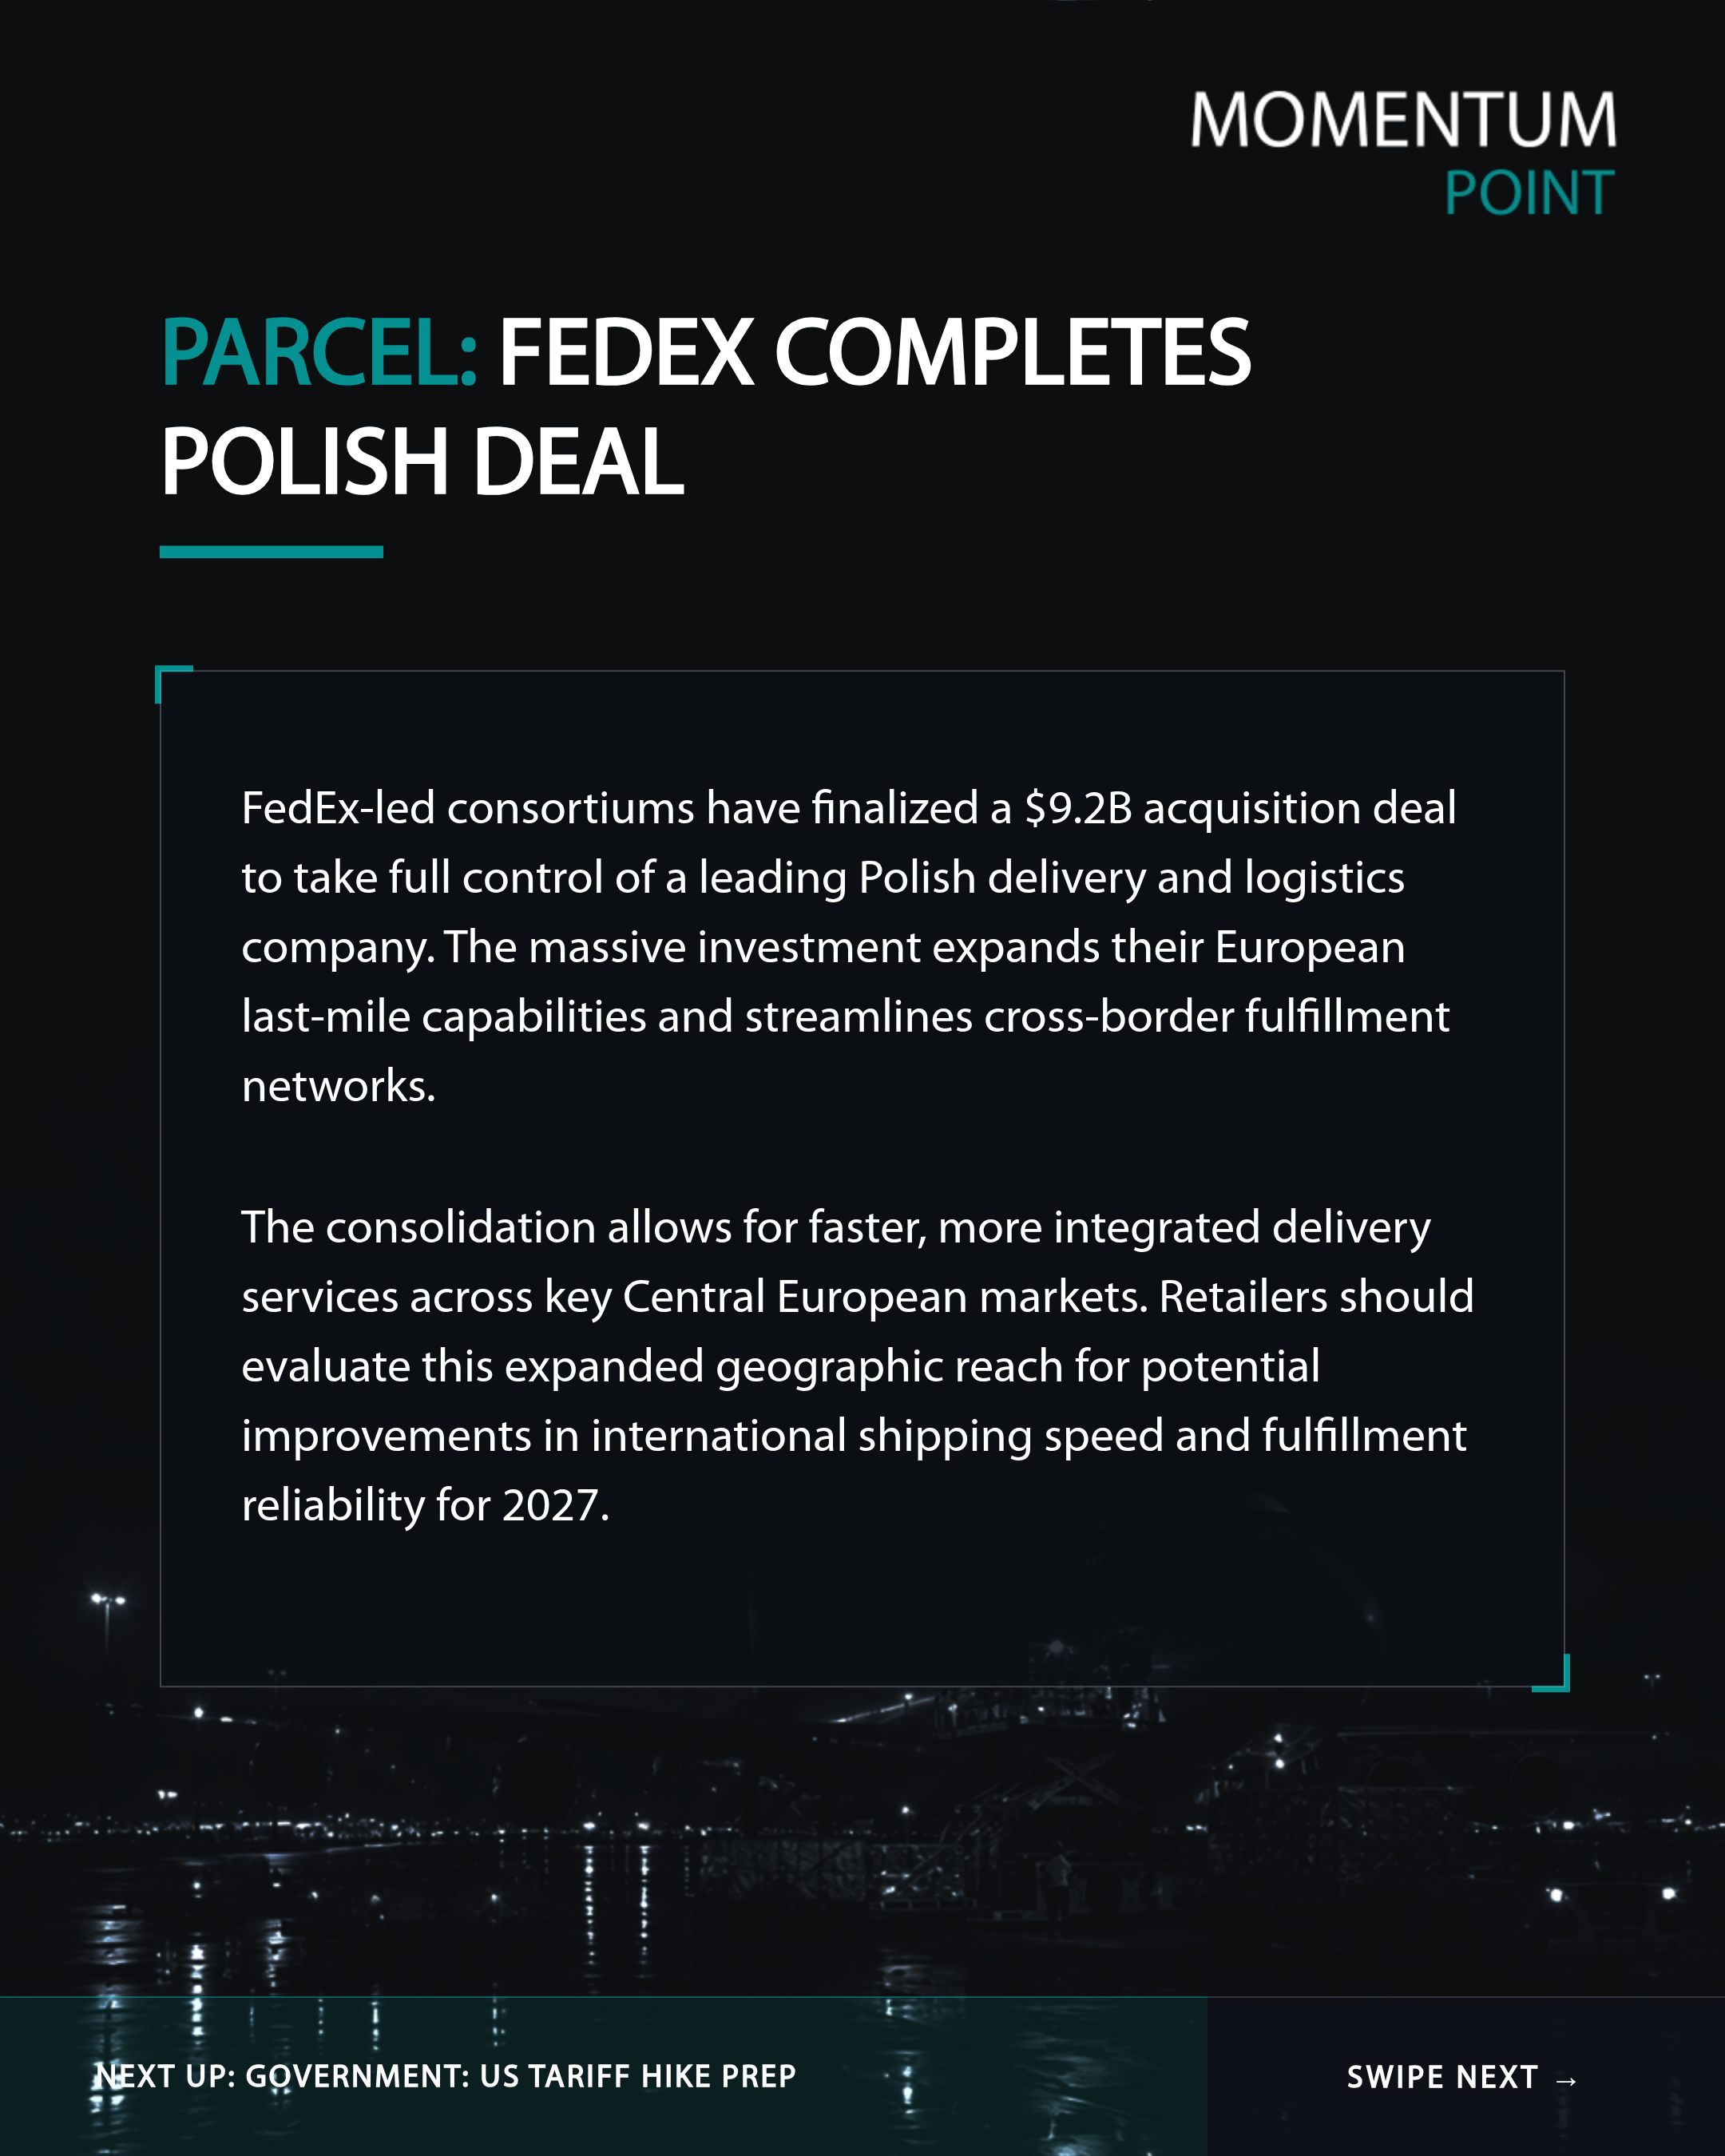 MOMENTUM
POINT
PARCEL: FEDEX COMPLETES
POLISH DEAL
FedEx-led consortiums have finalized a $9.2B acquisition deal
to take full control of a leading Polish delivery and logistics
company. The massive investment expands their European
last-mile capabilities and streamlines cross-border fulfillment
networks.
The consolidation allows for faster, more integrated delivery
services across key Central European markets. Retailers should
evaluate this expanded geographic reach for potential
improvements in international shipping speed and fulfillment
reliability for 2027.
NEXT UP: GOVERNMENT: US TARIFF HIKE PREP
SWIPE NEXT →